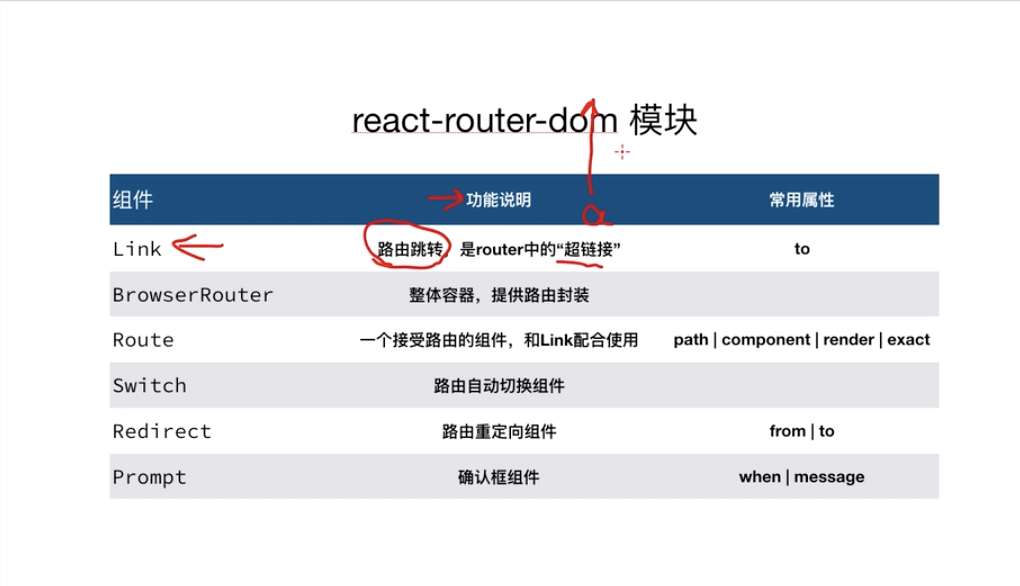 react-router-dom 模块
组件 功能说明 常用属性
a
Link 路由跳转，是router中的“超链接” to
BrowserRouter 整体容器，提供路由封装
Route 一个接受路由的组件，和Link配合使用 path | component | render | exact
Switch 路由自动切换组件
Redirect 路由重定向组件 from | to
Prompt 确认框组件 when | message